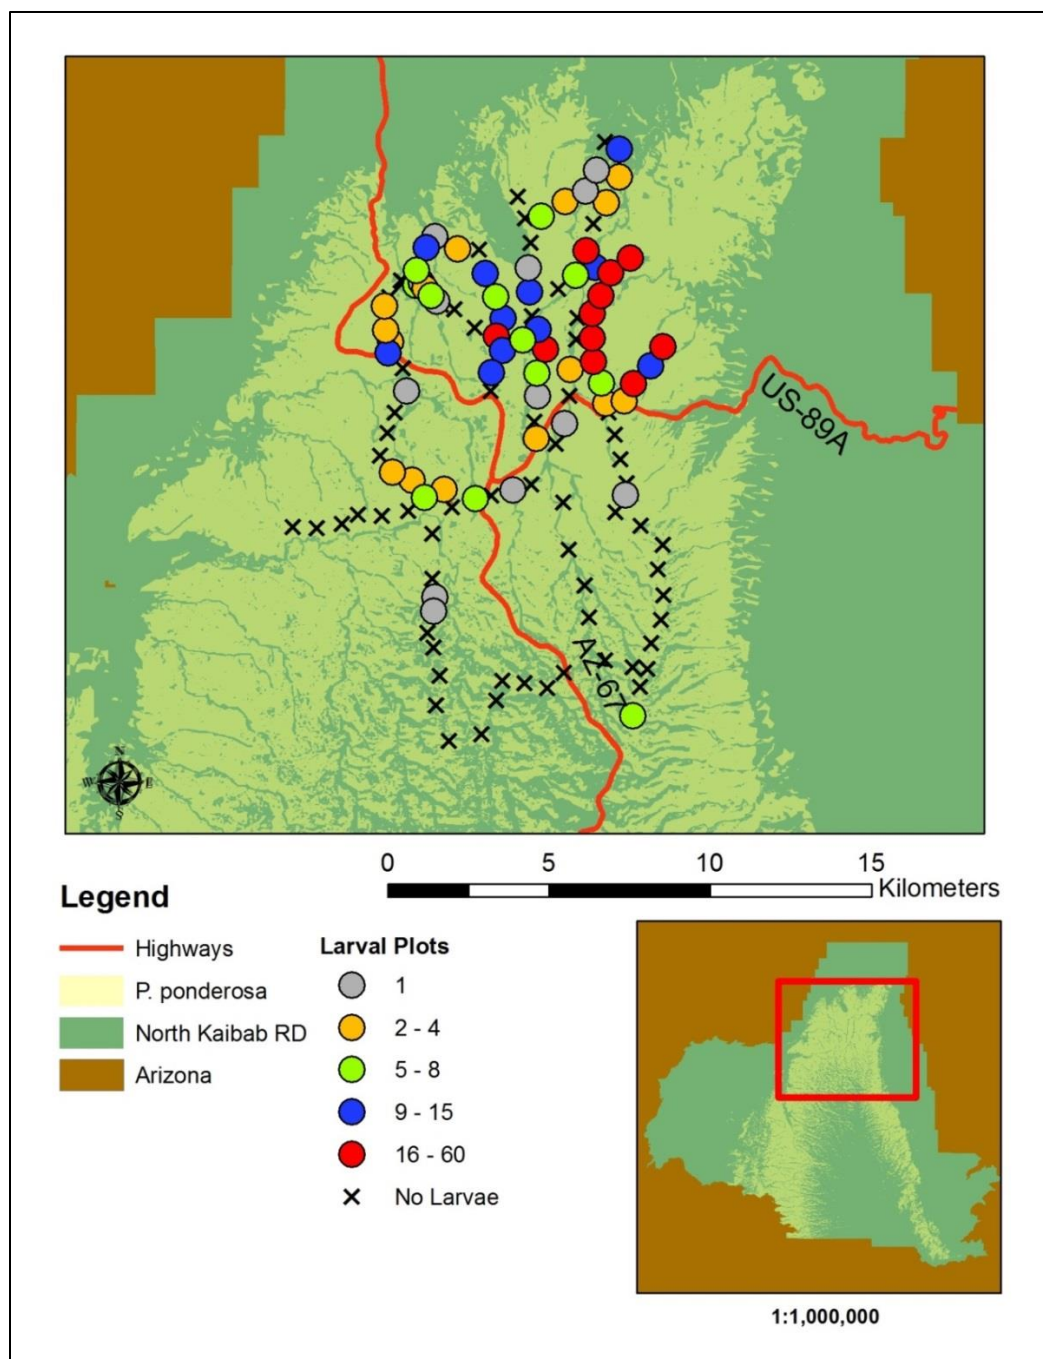 US-89A
AZ-67
N
W E
S
0 5 10 15
Kilometers
Legend
Highways
P. ponderosa
North Kaibab RD
Arizona
Larval Plots
1
2 - 4
5 - 8
9 - 15
16 - 60
No Larvae
1:1,000,000